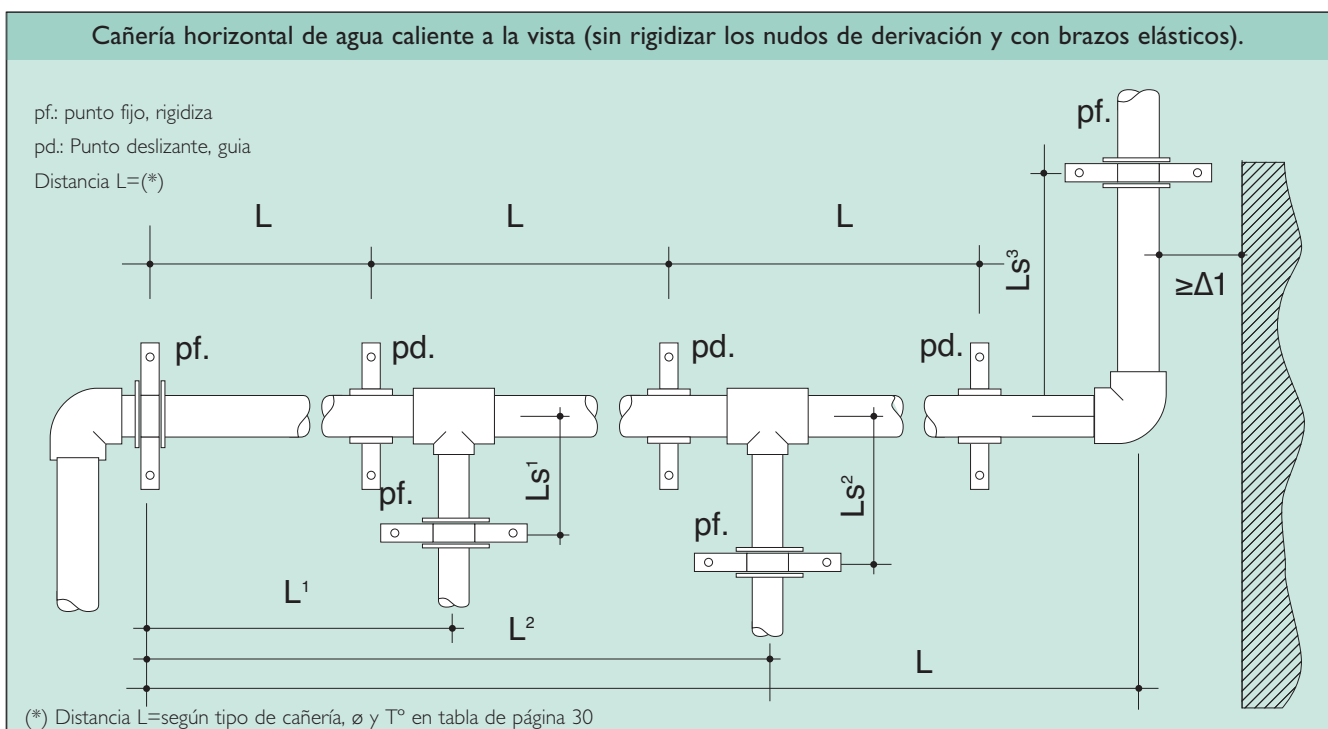 Cañería horizontal de agua caliente a la vista (sin rigidizar los nudos de derivación y con brazos elásticos).
pf.: punto fijo, rigidiza
pd.: Punto deslizante, guia
Distancia L=(*)
pf.
L
L
L
Ls³
≥Δ1
pf.
pd.
pd.
pd.
Ls¹
Ls²
pf.
pf.
L¹
L²
L
(*) Distancia L=según tipo de cañería, ø y Tº en tabla de página 30